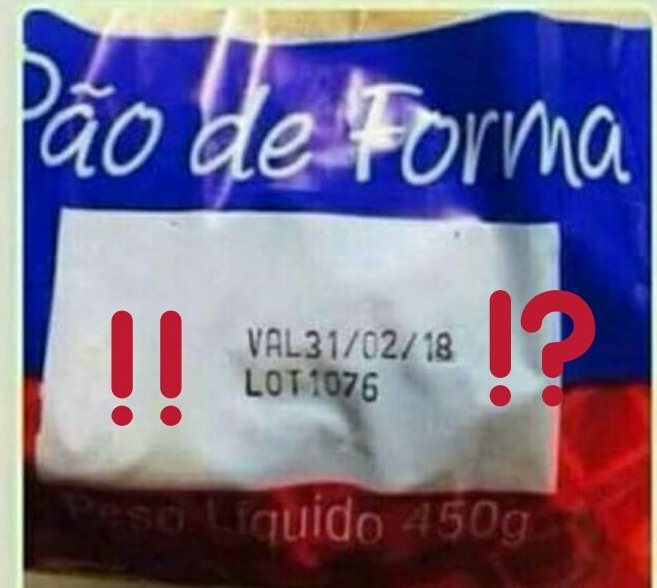 Pão de Forma
!! VAL31/02/18 !?
LOT1076
Peso Líquido 450g